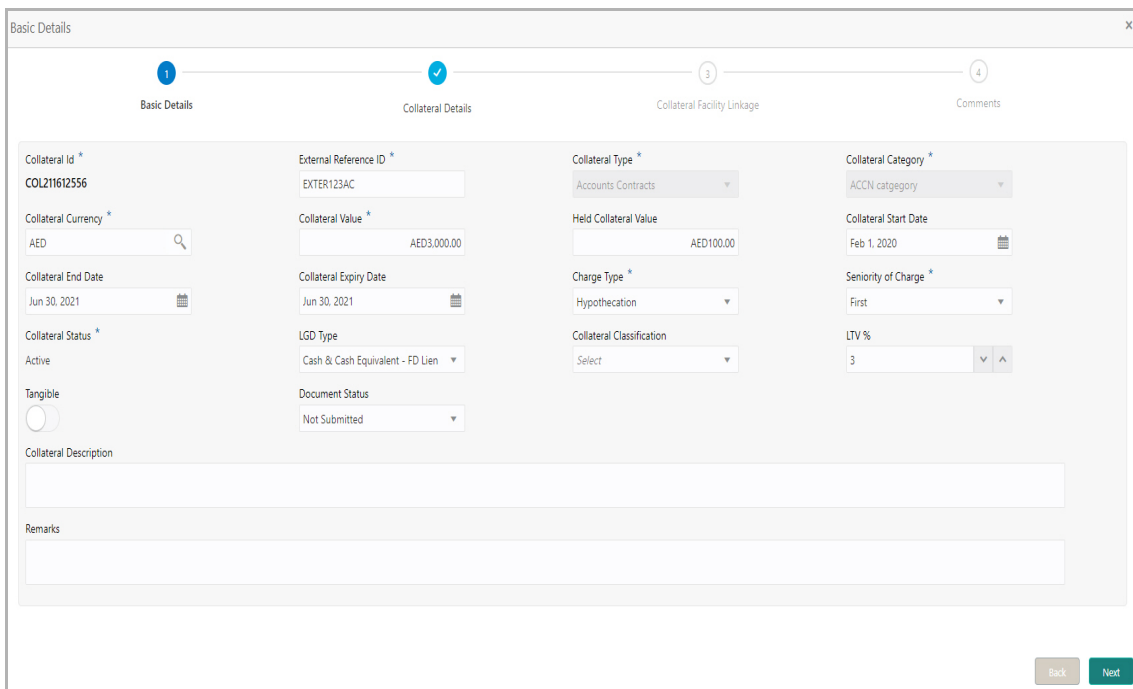 Basic Details
x
1
3
4
Basic Details
Collateral Details
Collateral Facility Linkage
Comments
Collateral Id * External Reference ID * Collateral Type * Collateral Category *
COL211612556 EXTER123AC Accounts Contracts ACCN catgegory
Collateral Currency * Collateral Value * Held Collateral Value Collateral Start Date
AED AED3,000.00 AED100.00 Feb 1, 2020
Collateral End Date Collateral Expiry Date Charge Type * Seniority of Charge *
Jun 30, 2021 Jun 30, 2021 Hypothecation First
Collateral Status * LGD Type Collateral Classification LTV %
Active Cash & Cash Equivalent - FD Lien Select 3
Tangible Document Status
Not Submitted
Collateral Description
Remarks
Back Next